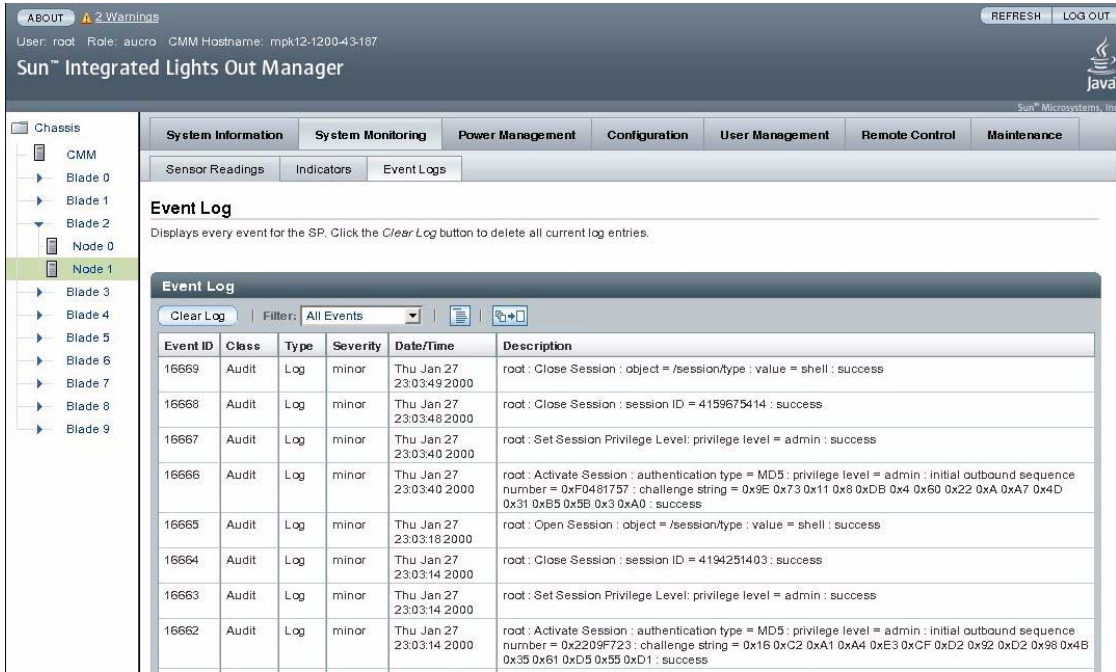 ABOUT 2 Warnings REFRESH LOG OUT
User: root Role: aucro CMM Hostname: mpk12-1200-43-187
Sun™ Integrated Lights Out Manager
Java
Sun™ Microsystems, Inc
Chassis
CMM
Blade 0
Blade 1
Blade 2
Node 0
Node 1
Blade 3
Blade 4
Blade 5
Blade 6
Blade 7
Blade 8
Blade 9
System Information System Monitoring Power Management Configuration User Management Remote Control Maintenance
Sensor Readings Indicators Event Logs
Event Log
Displays every event for the SP. Click the Clear Log button to delete all current log entries.
Event Log
Clear Log Filter: All Events
Event ID Class Type Severity Date/Time Description
16669 Audit Log minor Thu Jan 27 root : Close Session : object = /session/type : value = shell : success
23:03:49 2000
16668 Audit Log minor Thu Jan 27 root : Close Session : session ID = 4159675414 : success
23:03:48 2000
16667 Audit Log minor Thu Jan 27 root : Set Session Privilege Level: privilege level = admin : success
23:03:40 2000
16666 Audit Log minor Thu Jan 27 root : Activate Session : authentication type = MD5 : privilege level = admin : initial outbound sequence
23:03:40 2000 number = 0xF0481757 : challenge string = 0x9E 0x73 0x11 0x8 0xDB 0x4 0x60 0x22 0xA 0xA7 0x4D
0x31 0xB5 0x5B 0x3 0xA0 : success
16665 Audit Log minor Thu Jan 27 root : Open Session : object = /session/type : value = shell : success
23:03:18 2000
16664 Audit Log minor Thu Jan 27 root : Close Session : session ID = 4194251403 : success
23:03:14 2000
16663 Audit Log minor Thu Jan 27 root : Set Session Privilege Level: privilege level = admin : success
23:03:14 2000
16662 Audit Log minor Thu Jan 27 root : Activate Session : authentication type = MD5 : privilege level = admin : initial outbound sequence
23:03:14 2000 number = 0x2209F723 : challenge string = 0x16 0xC2 0xA1 0xA4 0xE3 0xCF 0xD2 0x92 0xD2 0x98 0x4B
0x35 0x61 0xD5 0x55 0xD1 : success